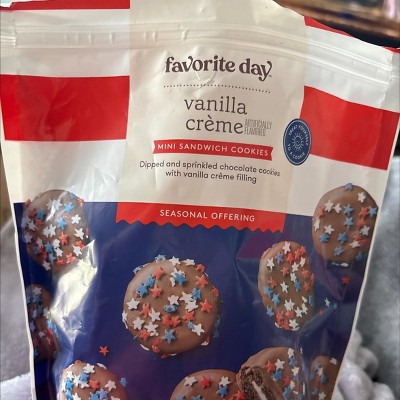 favorite day
vanilla
crème ARTIFICIALLY
FLAVORED
MINI SANDWICH COOKIES
Dipped and sprinkled chocolate cookies
with vanilla crème filling
SEASONAL OFFERING